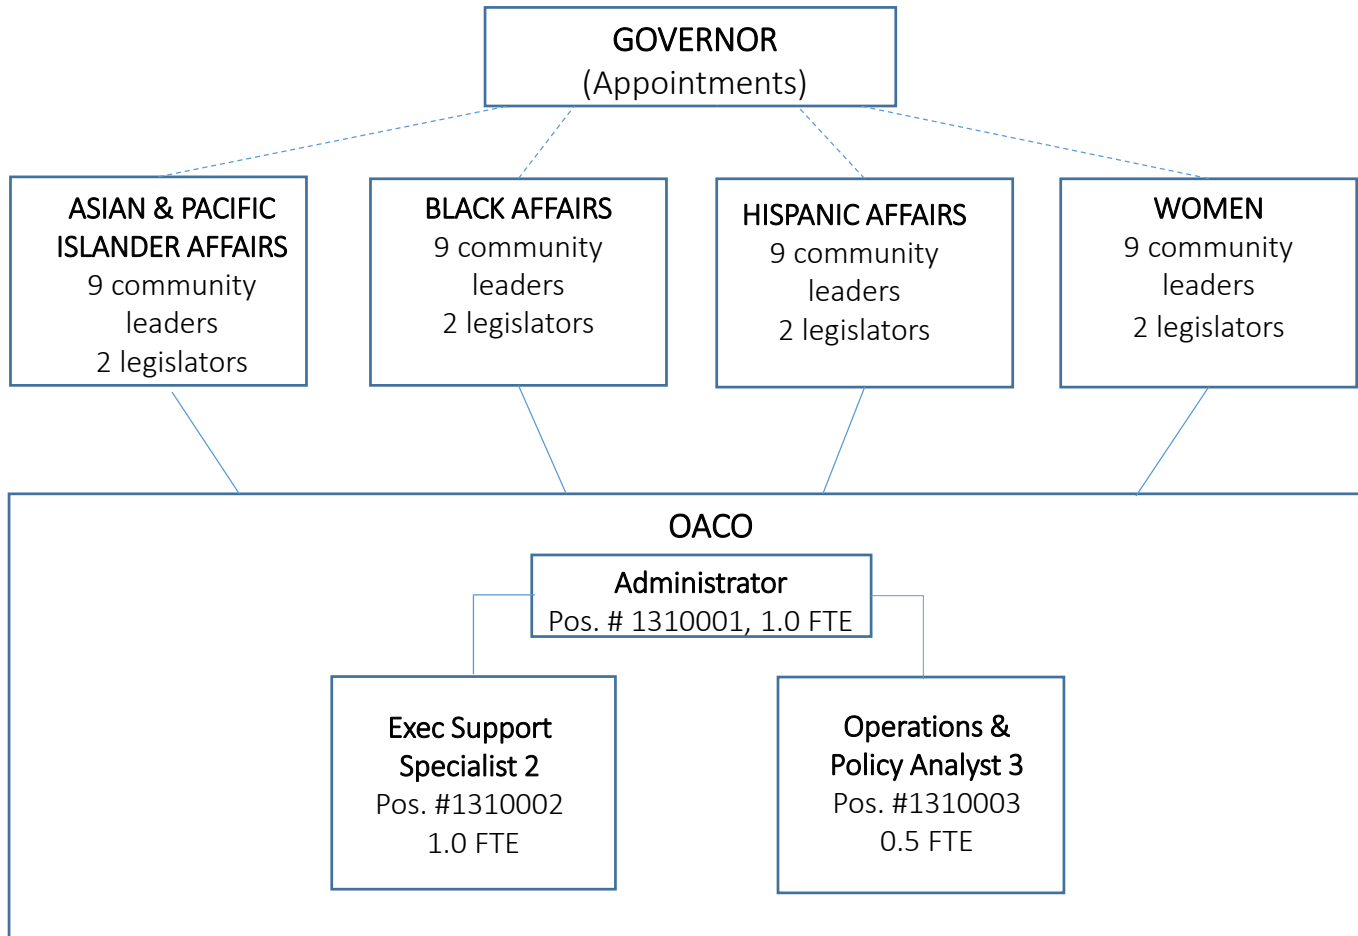 GOVERNOR
(Appointments)
ASIAN & PACIFIC
ISLANDER AFFAIRS
9 community
leaders
2 legislators
BLACK AFFAIRS
9 community
leaders
2 legislators
HISPANIC AFFAIRS
9 community
leaders
2 legislators
WOMEN
9 community
leaders
2 legislators
OACO
Administrator
Pos. # 1310001, 1.0 FTE
Exec Support
Specialist 2
Pos. #1310002
1.0 FTE
Operations &
Policy Analyst 3
Pos. #1310003
0.5 FTE